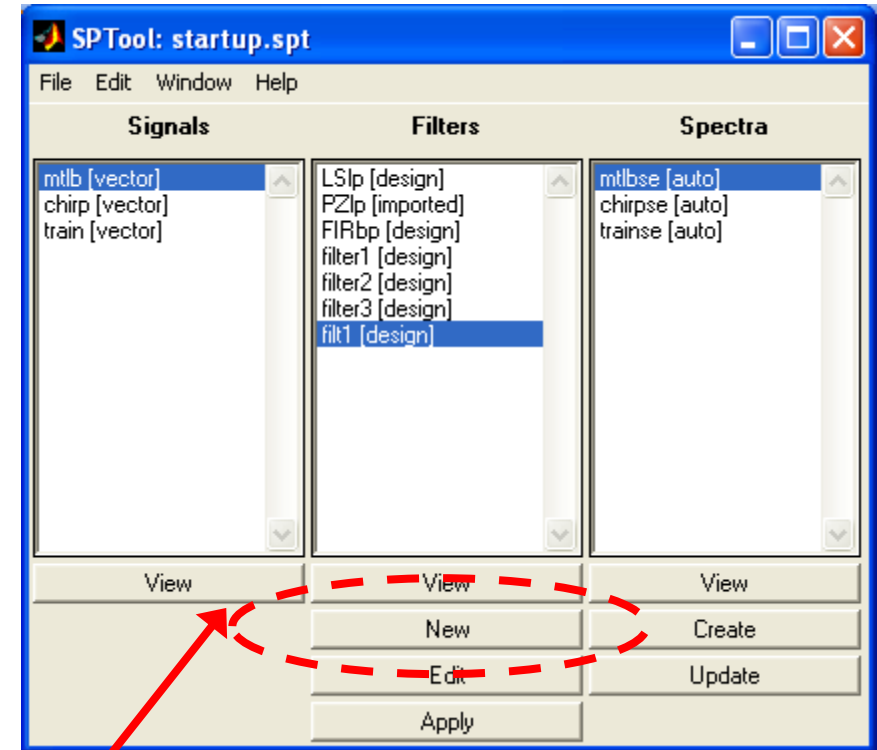 SPTool: startup.spt
File Edit Window Help
Signals Filters Spectra
mtlb [vector]
chirp [vector]
train [vector]
LSlp [design]
PZlp [imported]
FIRbp [design]
filter1 [design]
filter2 [design]
filter3 [design]
filt1 [design]
mtlbse [auto]
chirpse [auto]
trainse [auto]
View View View
New Create
Edit Update
Apply